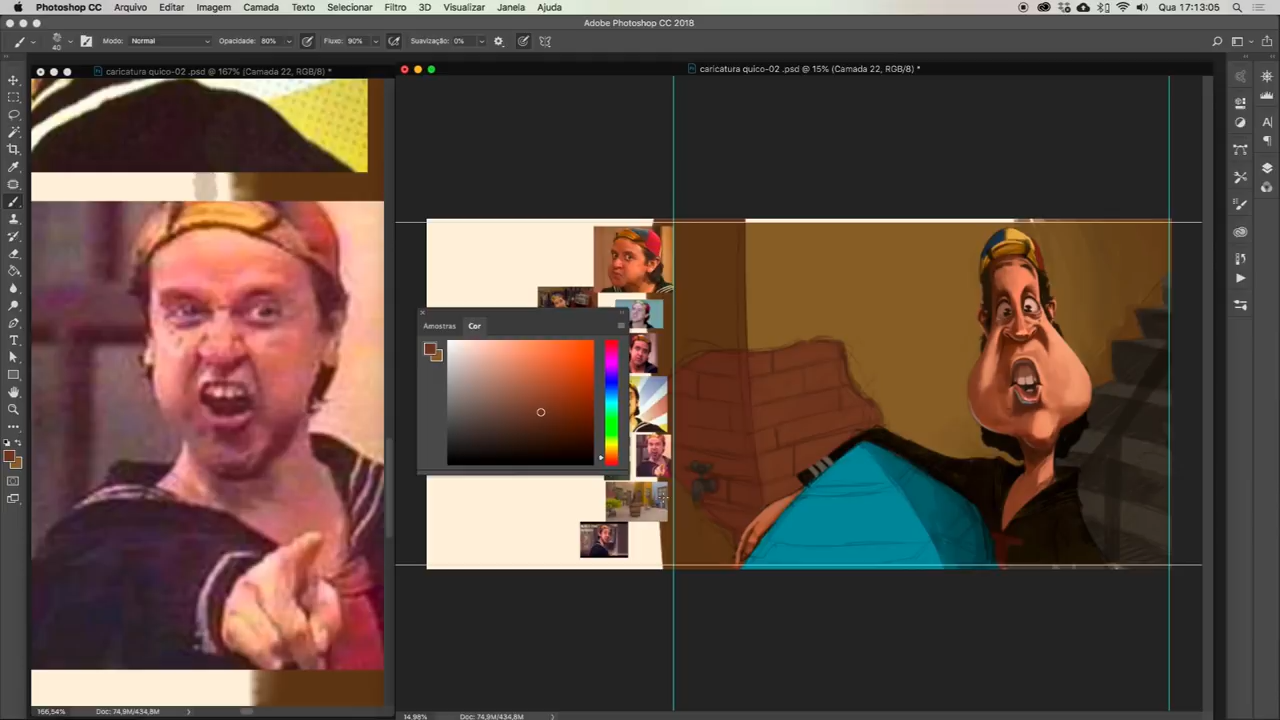 Photoshop CC Arquivo Editar Imagem Camada Texto Selecionar Filtro 3D Visualizar Janela Ajuda Qua 17:13:05
Adobe Photoshop CC 2018
40 Modo: Normal Opacidade: 80% Fluxo: 90% Suavização: 0%
caricatura quico-02 .psd @ 167% (Camada 22, RGB/8) *
caricatura quico-02 .psd @ 15% (Camada 22, RGB/8) *
Amostras Cor
166,54% Doc: 74,9M/434,8M
14,98% Doc: 74,9M/434,8M